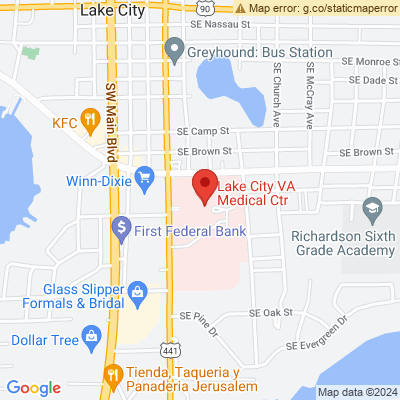 Map error: g.co/staticmaperror
Lake City
90
SE Nassau St
Greyhound: Bus Station
SE Monroe St
SE Dade St
SE Church Ave
SE McCray Ave
KFC
SW Main Blvd
SE Camp St
SE Brown St
SE Brown St
Winn-Dixie
Lake City VA
Medical Ctr
First Federal Bank
Richardson Sixth
Grade Academy
Glass Slipper
Formals & Bridal
SE Oak St
SE Pine Dr
SE Evergreen Dr
Dollar Tree
441
Tienda, Taqueria y
Panaderia Jerusalem
Google
Map data ©2024